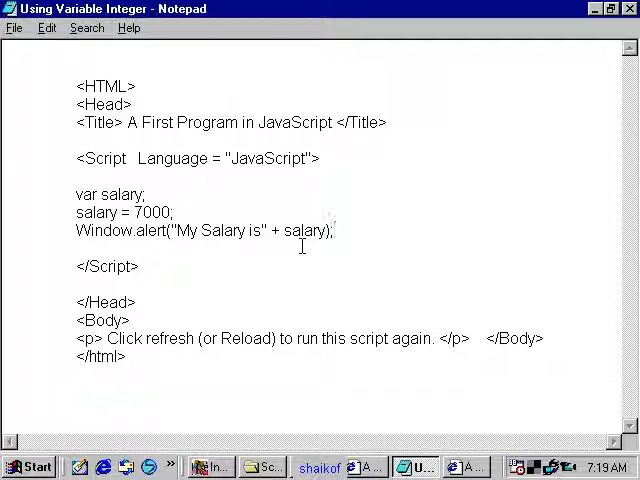 Using Variable Integer - Notepad
File Edit Search Help
<HTML>
<Head>
<Title> A First Program in JavaScript </Title>
<Script Language = "JavaScript">
var salary;
salary = 7000;
Window.alert("My Salary is" + salary);
</Script>
</Head>
<Body>
<p> Click refresh (or Reload) to run this script again. </p> </Body>
</html>
Start » In... Sc... shaikof A ... U... A ... 7:19 AM